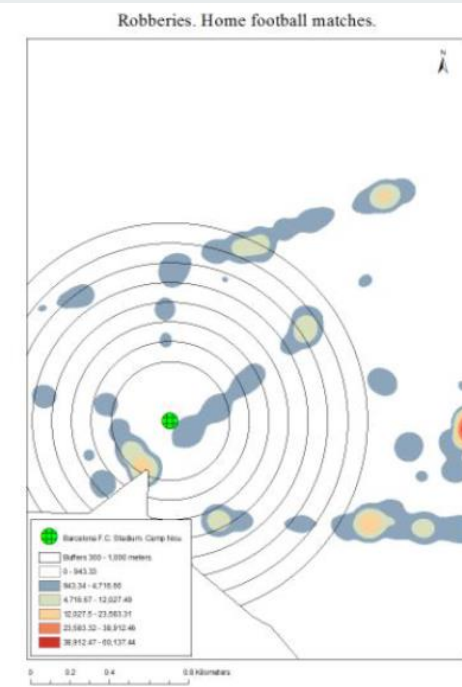 Robberies. Home football matches.
N
Barcelona F.C. Stadium. Camp Nou.
Buffers 300 - 1,000 meters
0 - 943.33
943.34 - 4,716.66
4,716.67 - 12,027.49
12,027.5 - 23,583.31
23,583.32 - 38,912.46
38,912.47 - 60,137.44
0 0.2 0.4 0.8 Kilometers